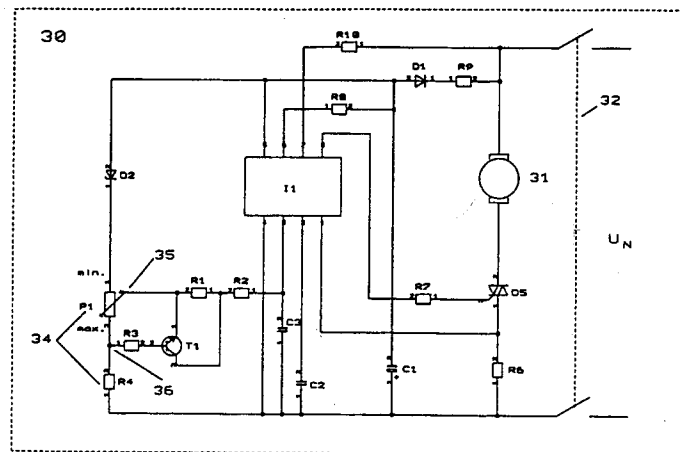 30
R10
D1
R9
R8
32
I1
31
D2
U_N
35
min.
P1
R1
R2
R7
D5
max.
34
R3
T1
C3
36
R4
C2
C1
+
R6